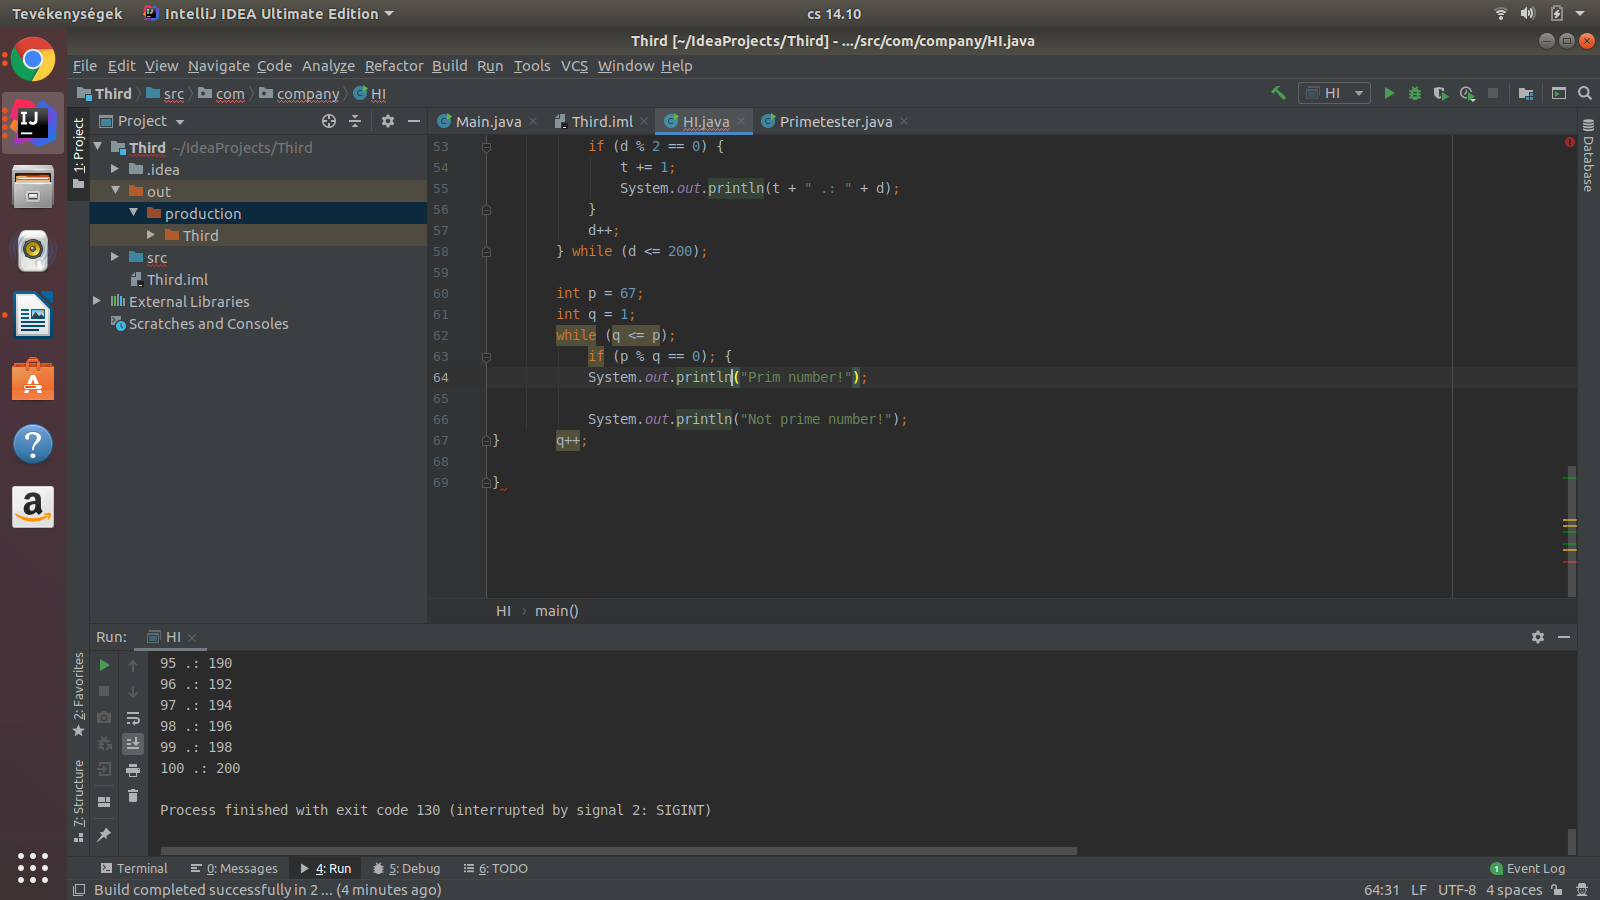 Tevékenységek IntelliJ IDEA Ultimate Edition cs 14.10
Third [~/IdeaProjects/Third] - .../src/com/company/HI.java
File Edit View Navigate Code Analyze Refactor Build Run Tools VCS Window Help
Third src com company HI HI
Project Main.java Third.iml HI.java Primetester.java
1: Project
Third ~/IdeaProjects/Third
.idea
out
production
Third
src
Third.iml
External Libraries
Scratches and Consoles
53 if (d % 2 == 0) {
54 t += 1;
55 System.out.println(t + " .: " + d);
56 }
57 d++;
58 } while (d <= 200);
59
60 int p = 67;
61 int q = 1;
62 while (q <= p);
63 if (p % q == 0); {
64 System.out.println("Prim number!");
65
66 System.out.println("Not prime number!");
67 } q++;
68
69 }
Database
HI › main()
Run: HI
2: Favorites
7: Structure
95 .: 190
96 .: 192
97 .: 194
98 .: 196
99 .: 198
100 .: 200
Process finished with exit code 130 (interrupted by signal 2: SIGINT)
Terminal 0: Messages 4: Run 5: Debug 6: TODO 1 Event Log
Build completed successfully in 2 ... (4 minutes ago) 64:31 LF UTF-8 4 spaces